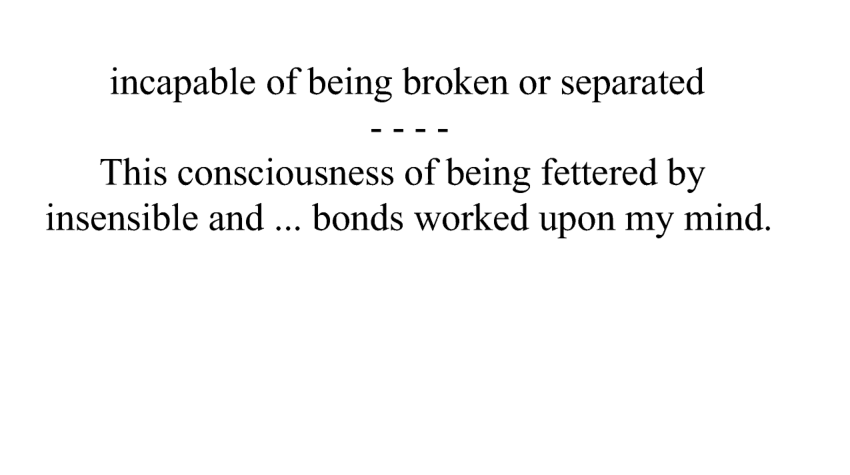 incapable of being broken or separated
- - - -
This consciousness of being fettered by
insensible and ... bonds worked upon my mind.